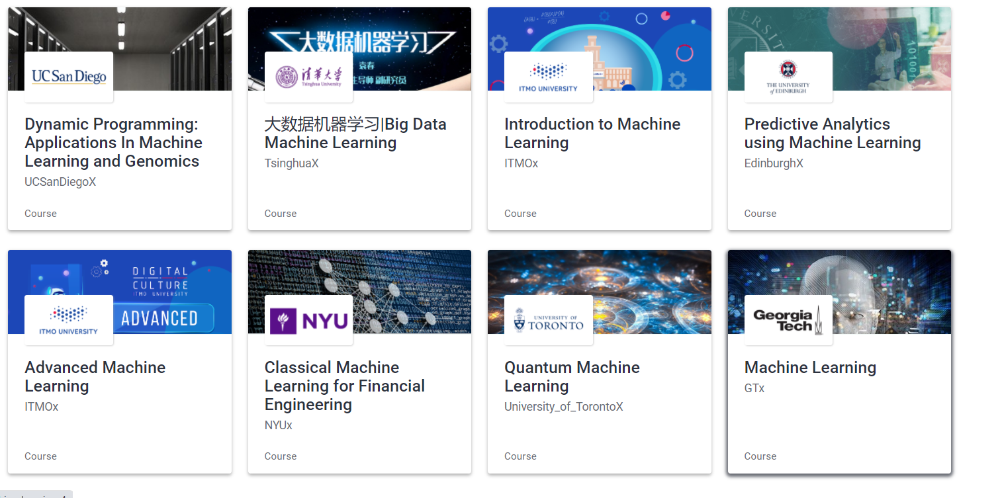 UC San Diego
Dynamic Programming:
Applications In Machine
Learning and Genomics
UCSanDiegoX
Course
大数据机器学习
袁春
生导师 副研究员
清华大学
Tsinghua University
大数据机器学习|Big Data
Machine Learning
TsinghuaX
Course
ITMO UNIVERSITY
Introduction to Machine
Learning
ITMOx
Course
THE UNIVERSITY
of EDINBURGH
Predictive Analytics
using Machine Learning
EdinburghX
Course
DIGITAL
CULTURE
ITMO UNIVERSITY
ADVANCED
ITMO UNIVERSITY
Advanced Machine
Learning
ITMOx
Course
NYU
Classical Machine
Learning for Financial
Engineering
NYUx
Course
UNIVERSITY OF
TORONTO
Quantum Machine
Learning
University_of_TorontoX
Course
Georgia
Tech
Machine Learning
GTx
Course